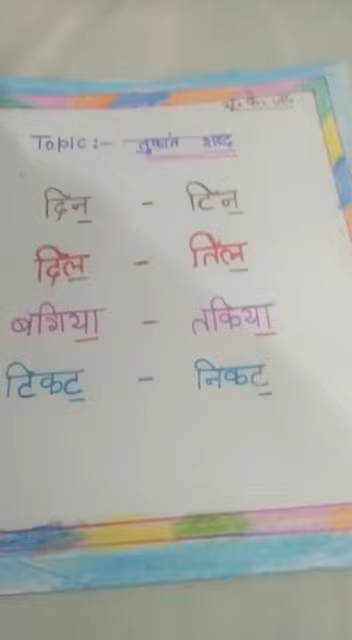 यू. के. जी.
Topic :- तुकांत शब्द
दिन - टिन
दिल - तिल
बगिया - तकिया
टिकट - निकट